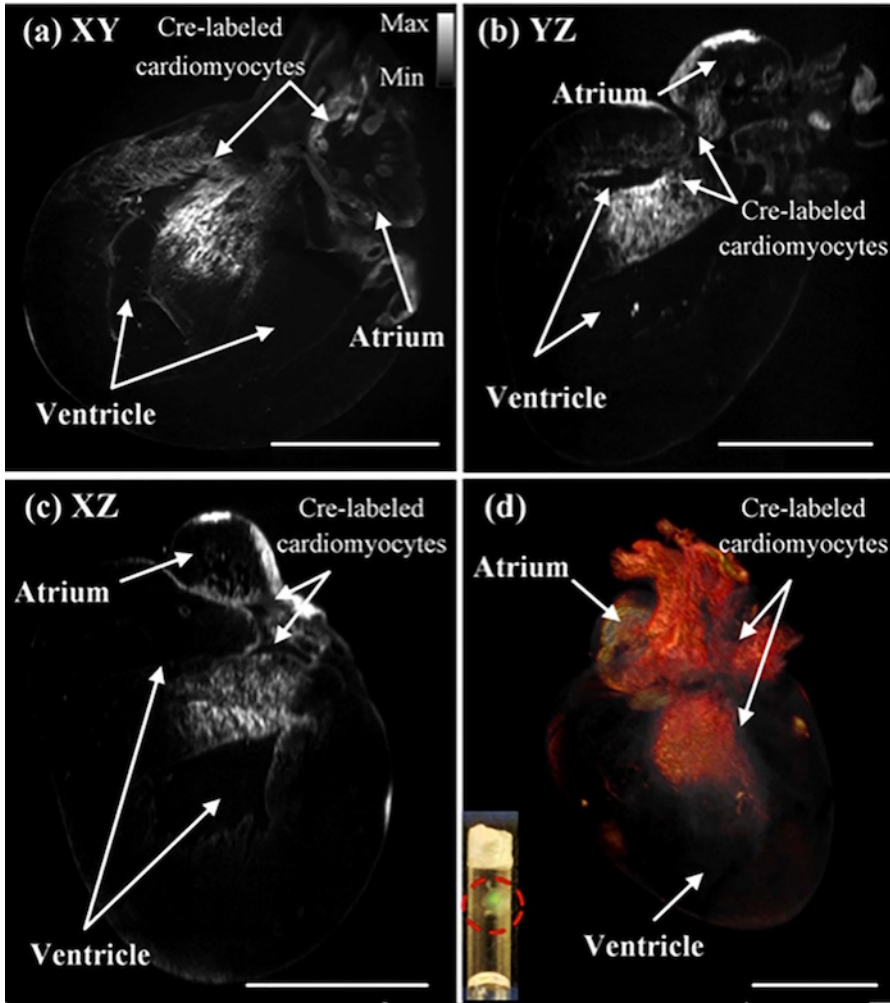 (a) XY
Cre-labeled
cardiomyocytes
Max
Min
Atrium
Ventricle
(b) YZ
Atrium
Cre-labeled
cardiomyocytes
Ventricle
(c) XZ
Cre-labeled
cardiomyocytes
Atrium
Ventricle
(d)
Cre-labeled
cardiomyocytes
Atrium
Ventricle